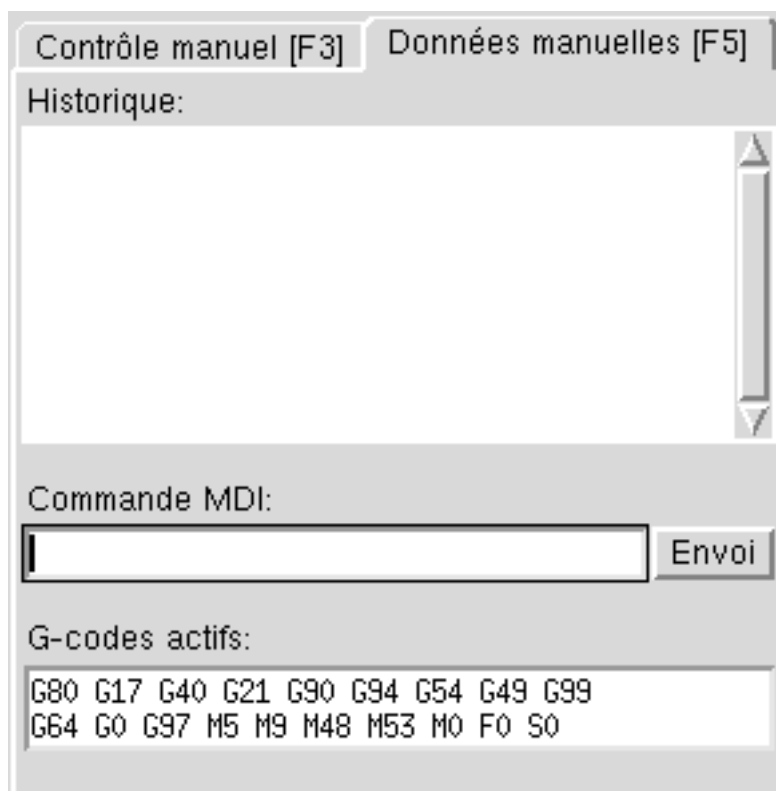 Contrôle manuel [F3] Données manuelles [F5]
Historique:
Commande MDI:
Envoi
G-codes actifs:
G80 G17 G40 G21 G90 G94 G54 G49 G99
G64 G0 G97 M5 M9 M48 M53 M0 F0 S0